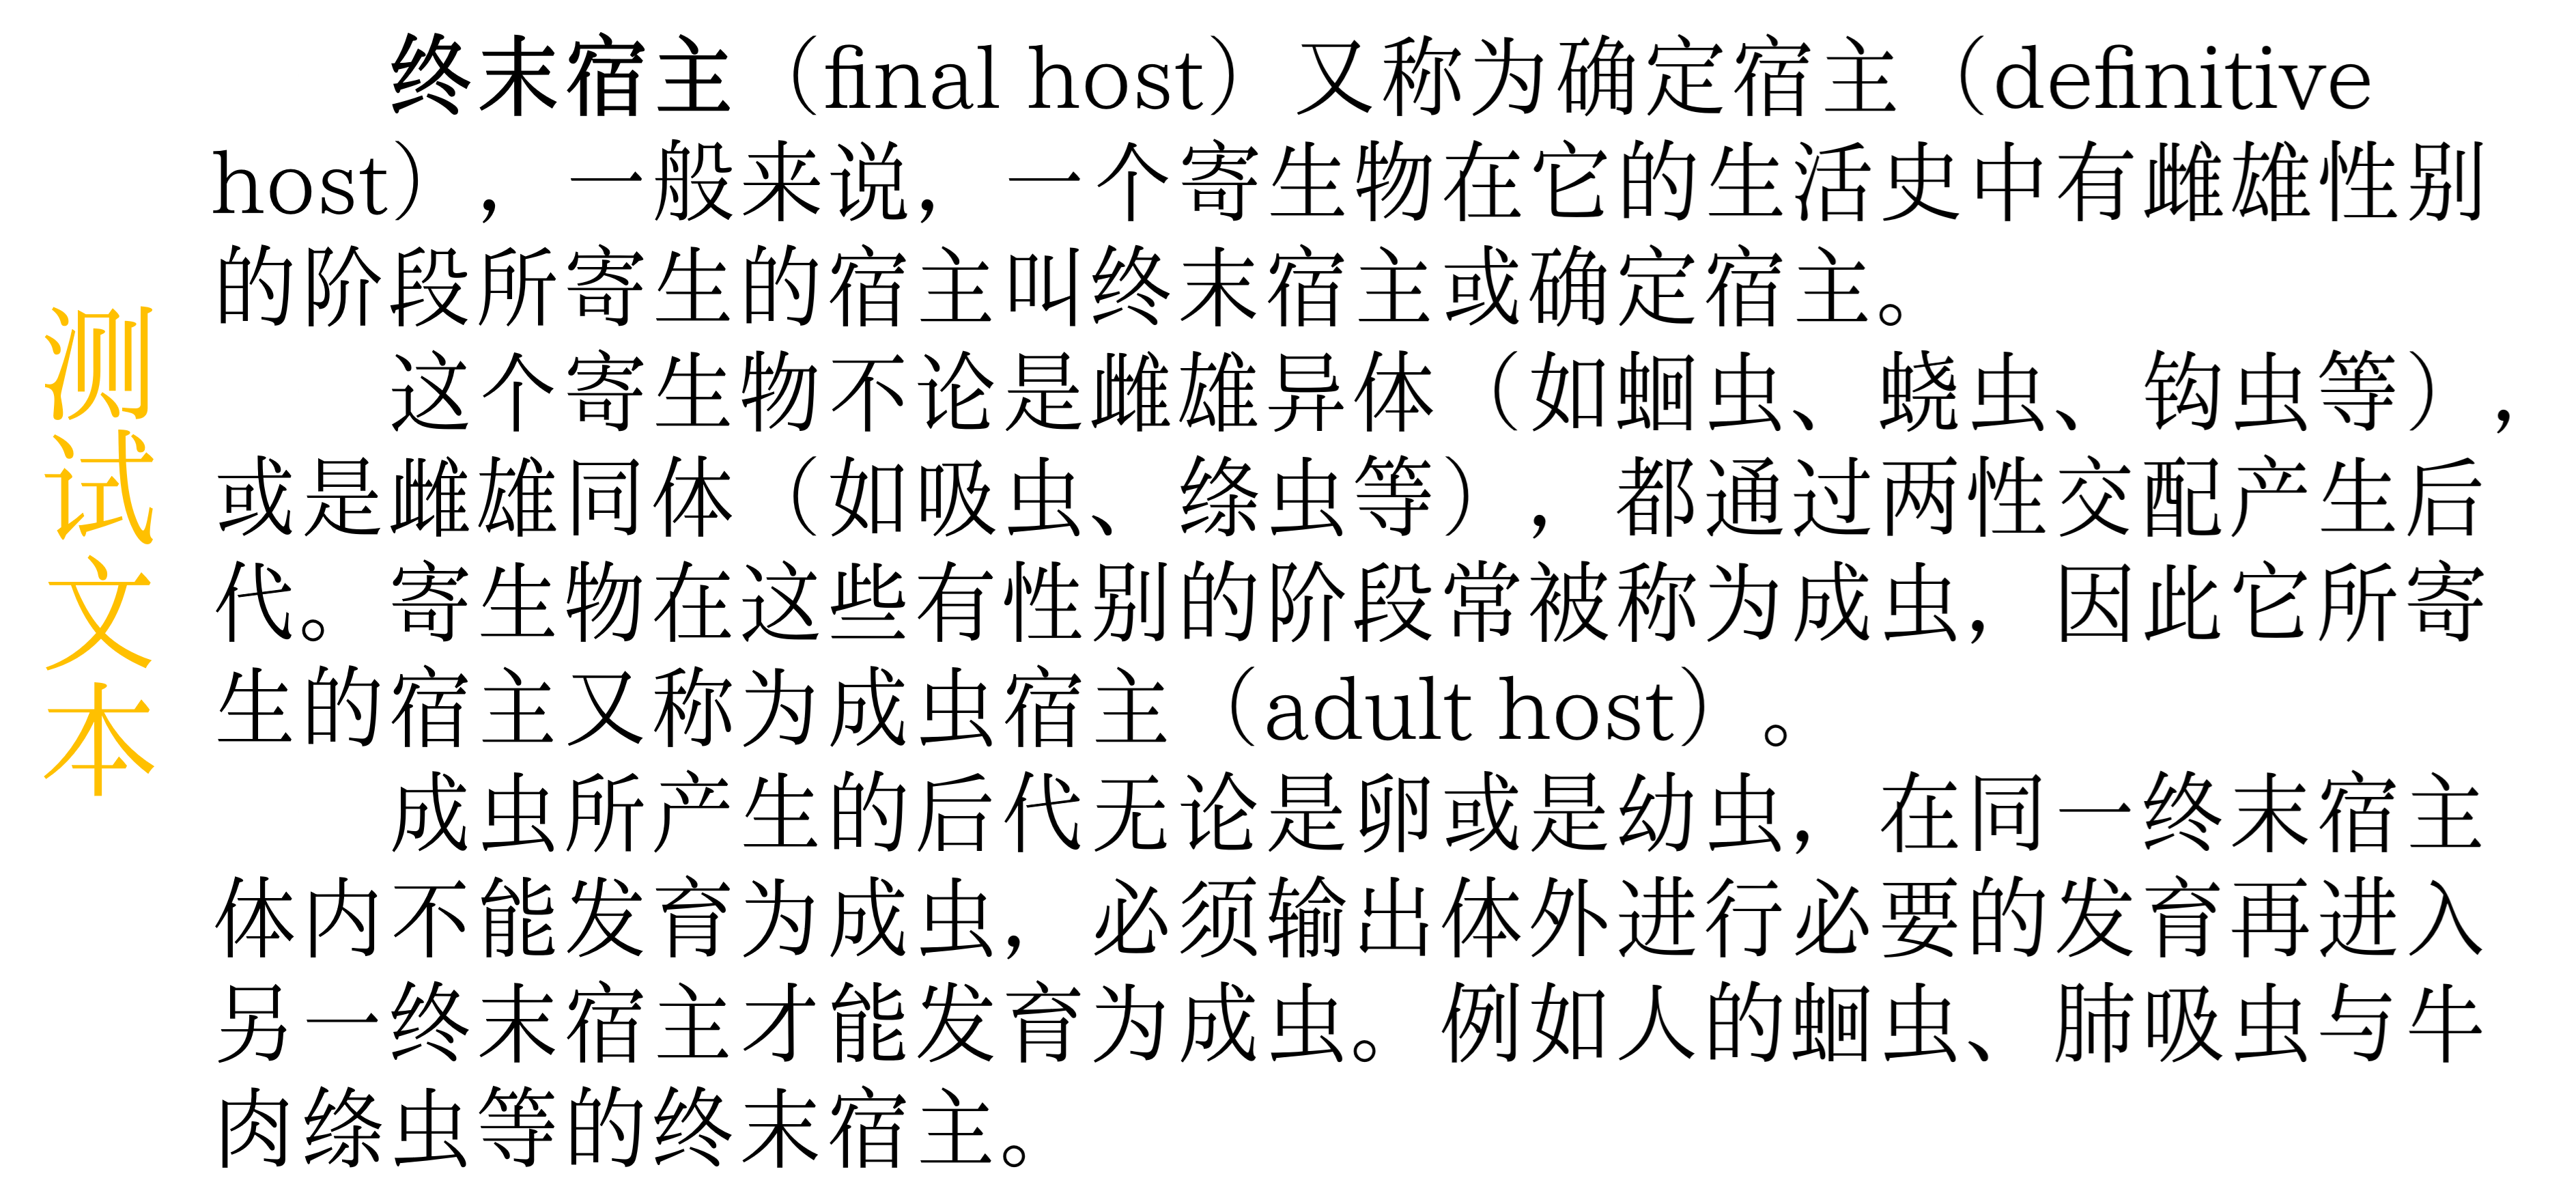 测试文本
终末宿主（final host）又称为确定宿主（definitive
host），一般来说，一个寄生物在它的生活史中有雌雄性别
的阶段所寄生的宿主叫终末宿主或确定宿主。
这个寄生物不论是雌雄异体（如蛔虫、蛲虫、钩虫等），
或是雌雄同体（如吸虫、绦虫等），都通过两性交配产生后
代。寄生物在这些有性别的阶段常被称为成虫，因此它所寄
生的宿主又称为成虫宿主（adult host）。
成虫所产生的后代无论是卵或是幼虫，在同一终末宿主
体内不能发育为成虫，必须输出体外进行必要的发育再进入
另一终末宿主才能发育为成虫。例如人的蛔虫、肺吸虫与牛
肉绦虫等的终末宿主。